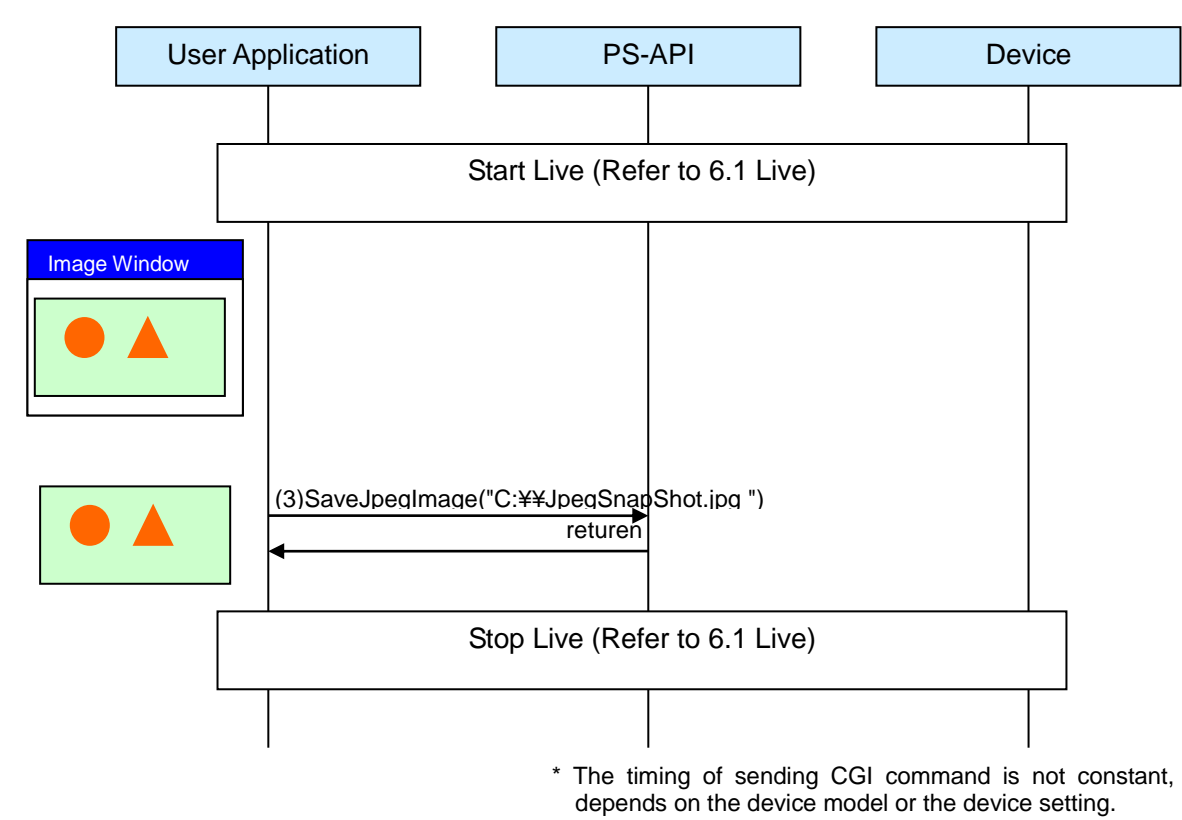 User Application PS-API Device
Start Live (Refer to 6.1 Live)
Image Window
(3)SaveJpegImage("C:¥¥JpegSnapShot.jpg ")
returen
Stop Live (Refer to 6.1 Live)
* The timing of sending CGI command is not constant,
depends on the device model or the device setting.